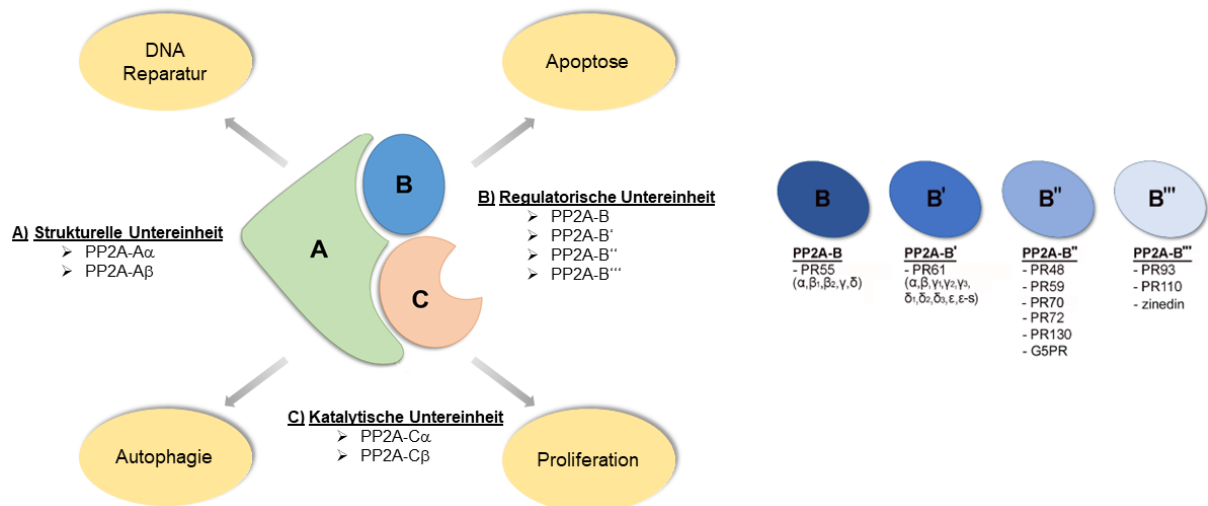 DNA
Reparatur
Apoptose
A
B
C
A) Strukturelle Untereinheit
➢ PP2A-Aα
➢ PP2A-Aβ
B) Regulatorische Untereinheit
➢ PP2A-B
➢ PP2A-B‘
➢ PP2A-B‘‘
➢ PP2A-B‘‘‘
C) Katalytische Untereinheit
➢ PP2A-Cα
➢ PP2A-Cβ
Autophagie
Proliferation
B
PP2A-B
- PR55
(α,β₁,β₂,γ,δ)
B'
PP2A-B'
- PR61
(α,β,γ₁,γ₂,γ₃,
δ₁,δ₂,δ₃,ε,ε-s)
B''
PP2A-B''
- PR48
- PR59
- PR70
- PR72
- PR130
- G5PR
B'''
PP2A-B'''
- PR93
- PR110
- zinedin